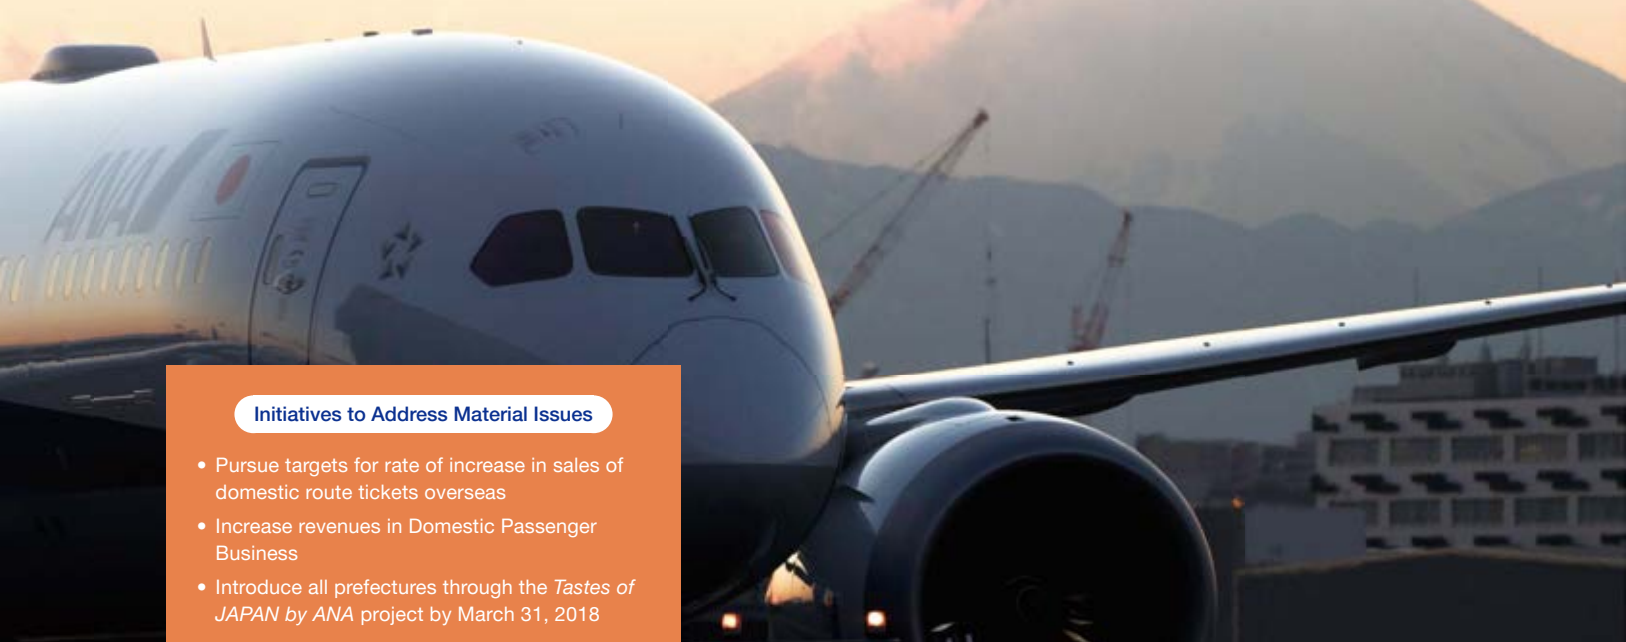 ANA
Initiatives to Address Material Issues
• Pursue targets for rate of increase in sales of
domestic route tickets overseas
• Increase revenues in Domestic Passenger
Business
• Introduce all prefectures through the Tastes of
JAPAN by ANA project by March 31, 2018